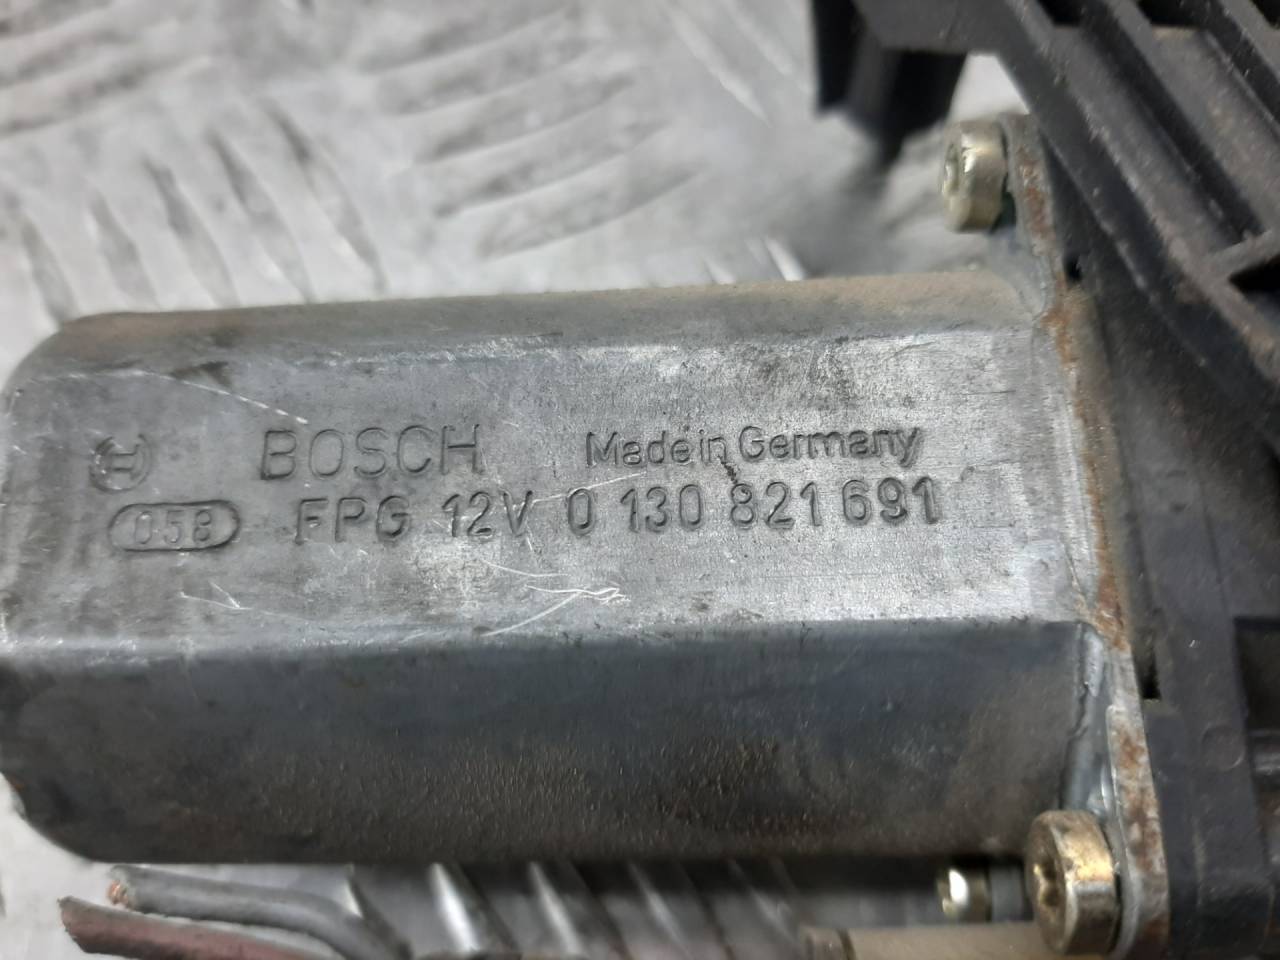 BOSCH Made in Germany
058 FPG 12V 0 130 821 691